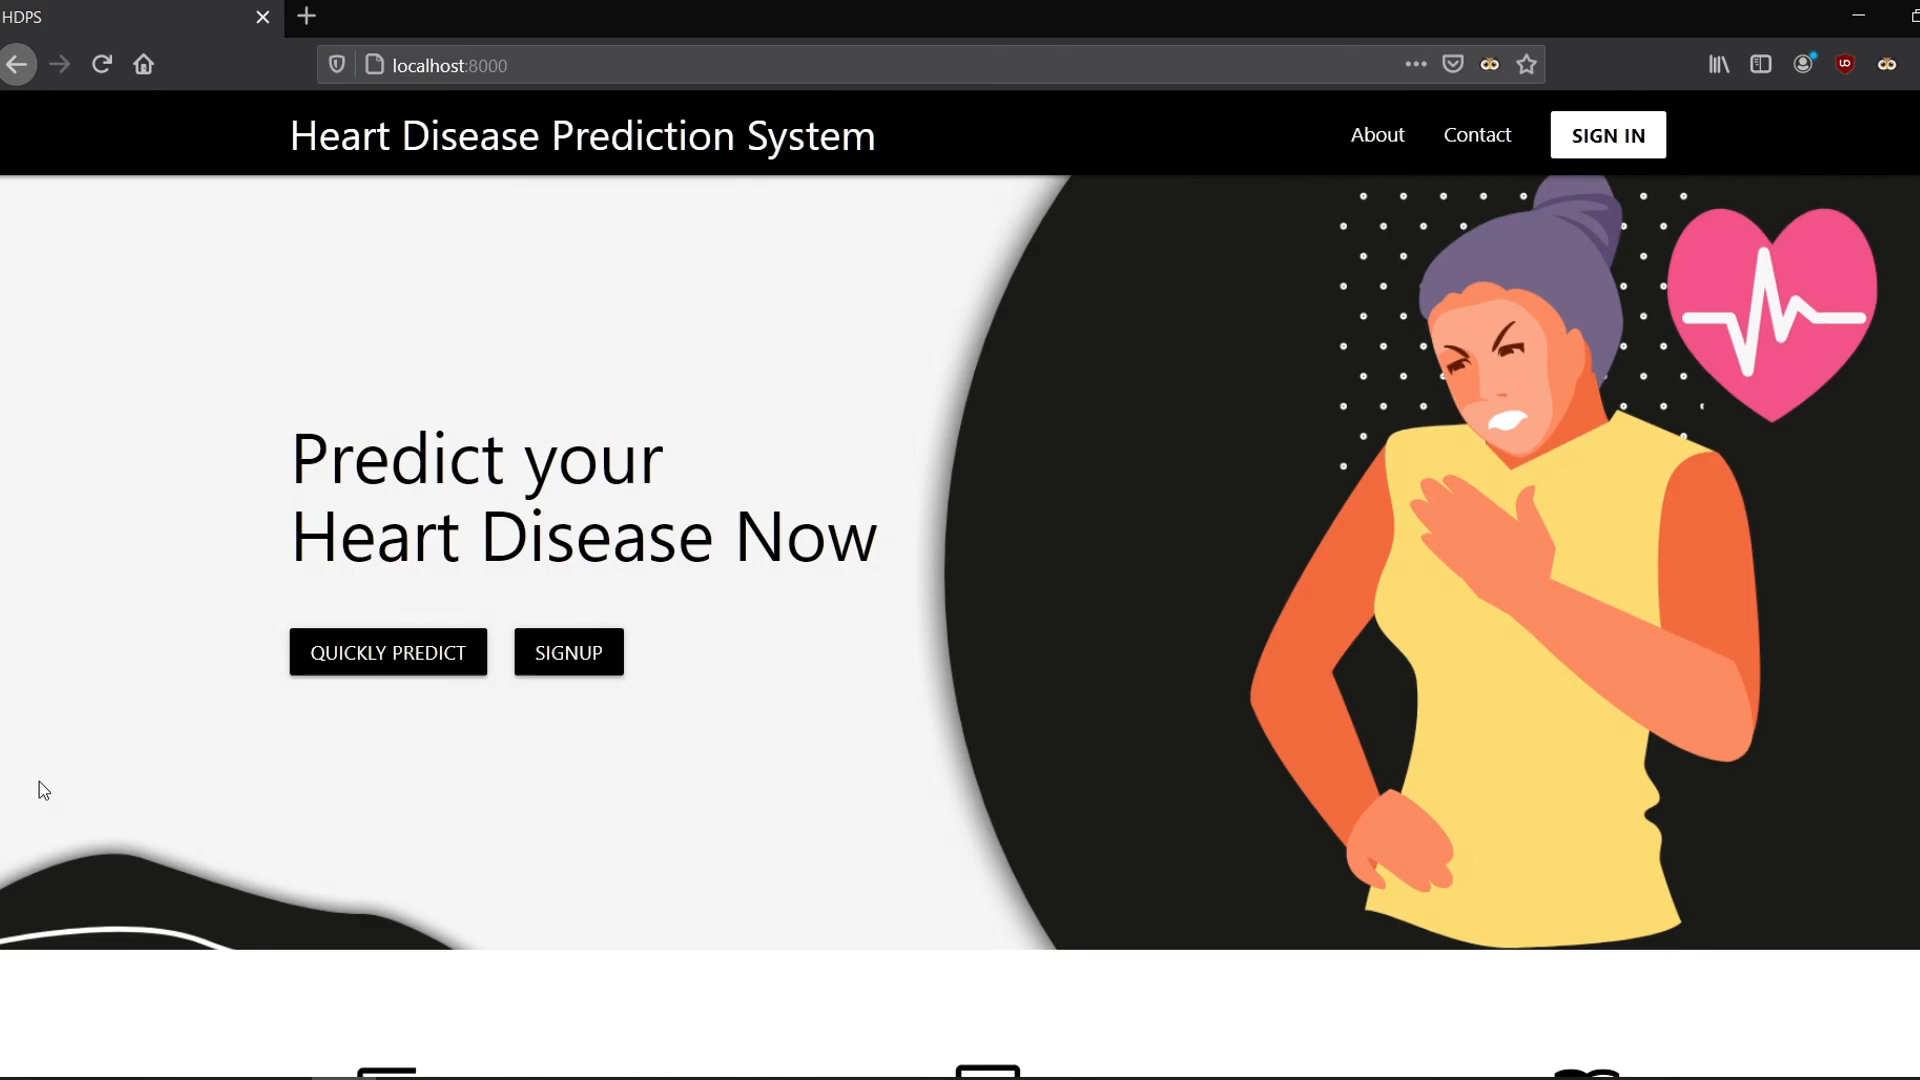 HDPS
localhost:8000
Heart Disease Prediction System
About
Contact
SIGN IN
Predict your
Heart Disease Now
QUICKLY PREDICT
SIGNUP